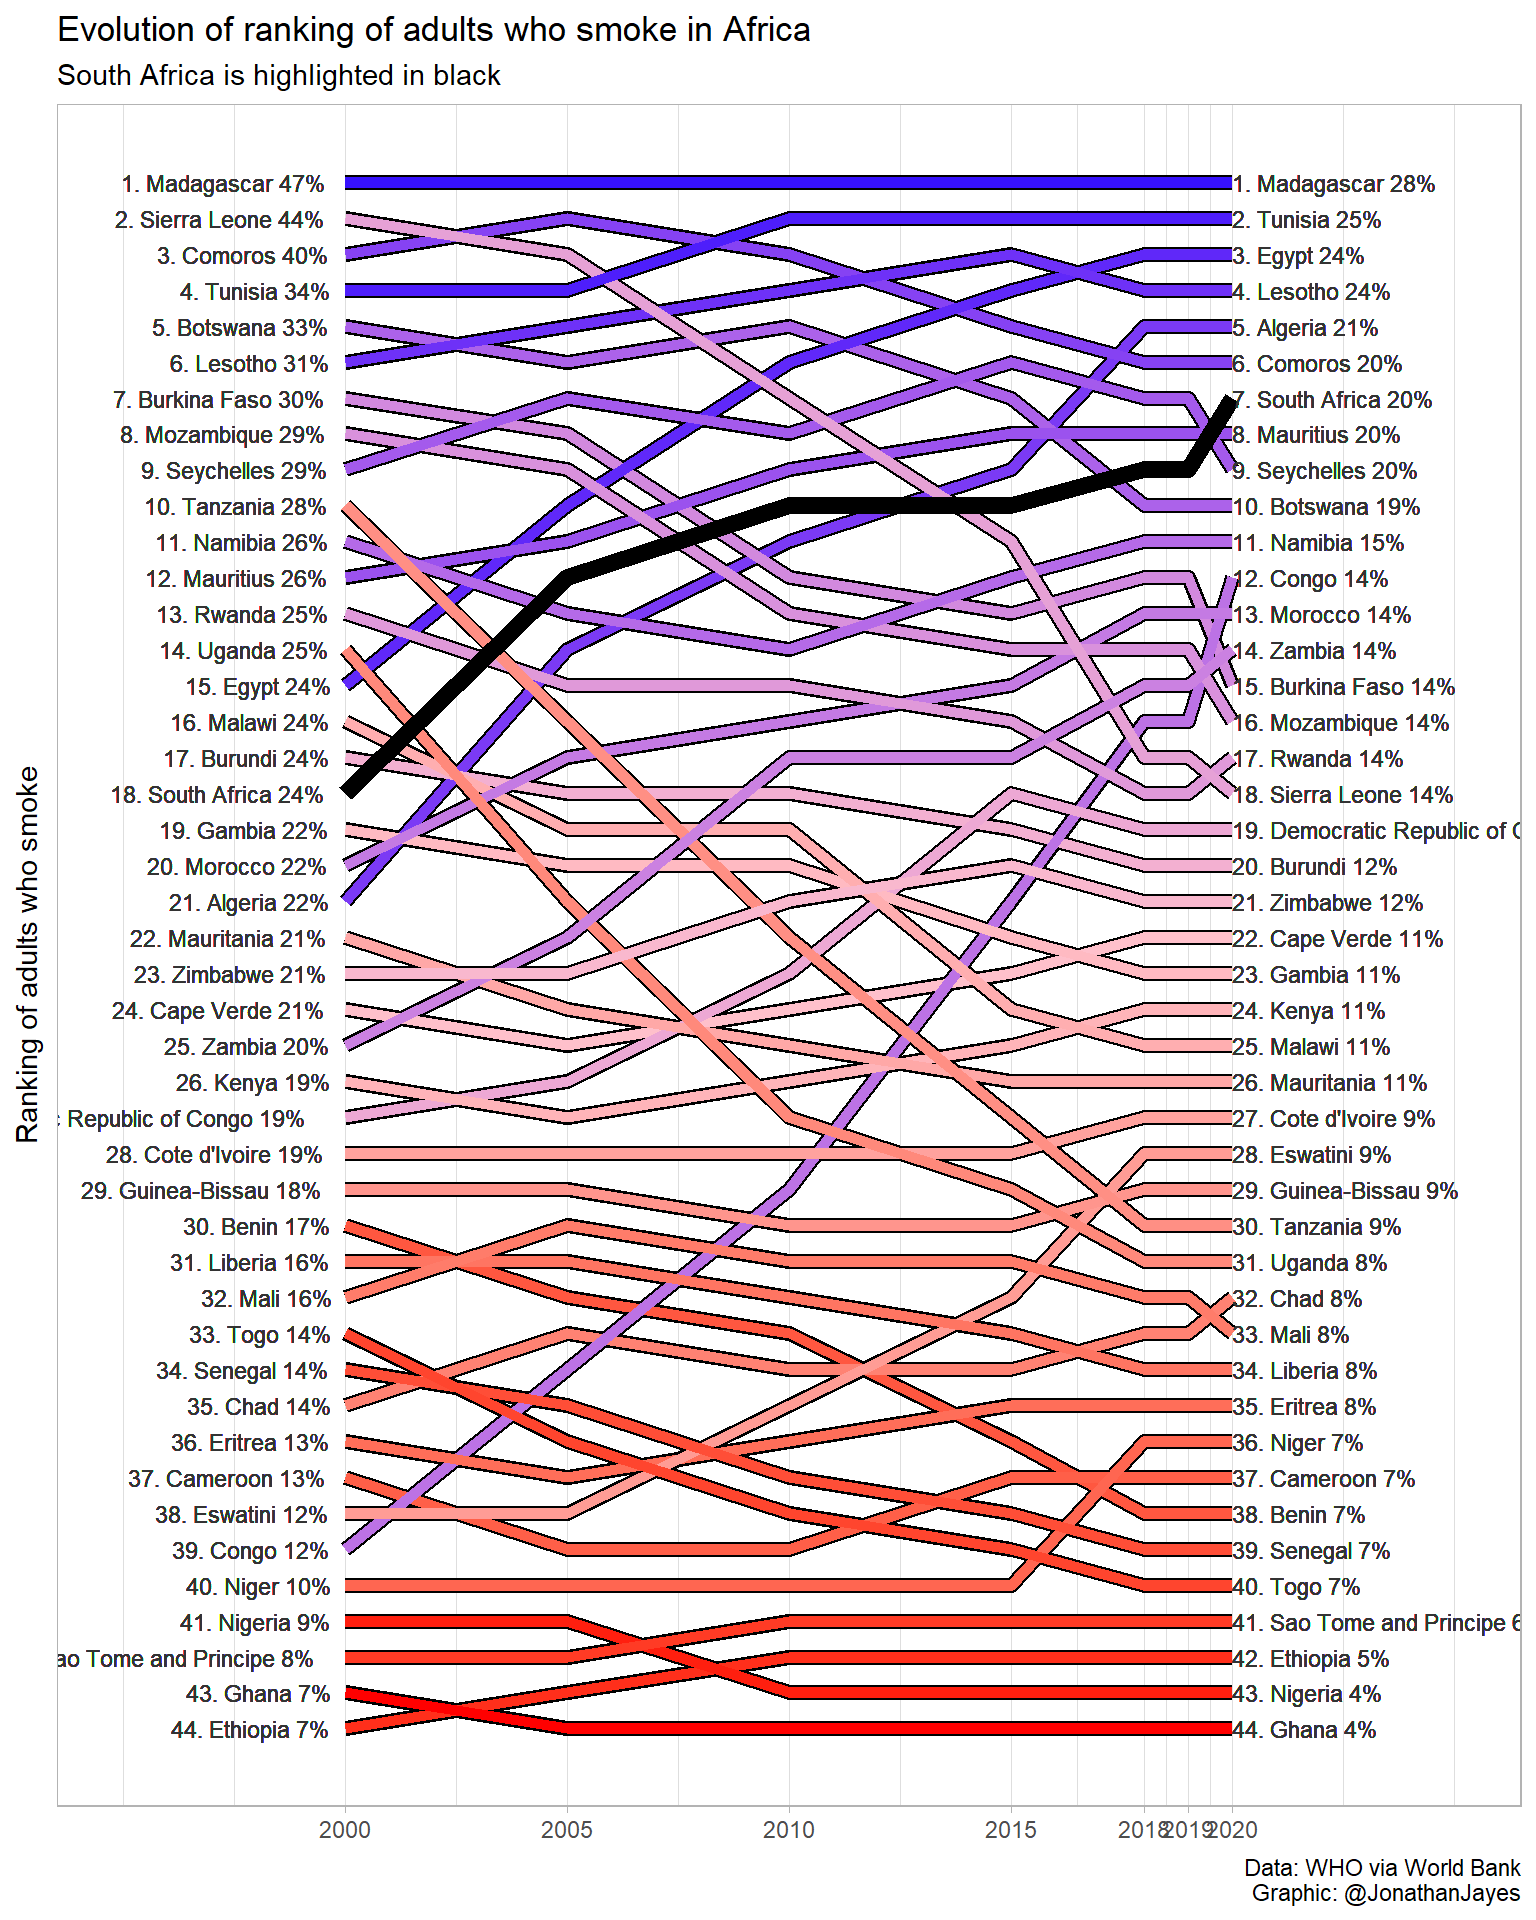 Evolution of ranking of adults who smoke in Africa
South Africa is highlighted in black
Ranking of adults who smoke
1. Madagascar 47%
2. Sierra Leone 44%
3. Comoros 40%
4. Tunisia 34%
5. Botswana 33%
6. Lesotho 31%
7. Burkina Faso 30%
8. Mozambique 29%
9. Seychelles 29%
10. Tanzania 28%
11. Namibia 26%
12. Mauritius 26%
13. Rwanda 25%
14. Uganda 25%
15. Egypt 24%
16. Malawi 24%
17. Burundi 24%
18. South Africa 24%
19. Gambia 22%
20. Morocco 22%
21. Algeria 22%
22. Mauritania 21%
23. Zimbabwe 21%
24. Cape Verde 21%
25. Zambia 20%
26. Kenya 19%
Republic of Congo 19%
28. Cote d'Ivoire 19%
29. Guinea-Bissau 18%
30. Benin 17%
31. Liberia 16%
32. Mali 16%
33. Togo 14%
34. Senegal 14%
35. Chad 14%
36. Eritrea 13%
37. Cameroon 13%
38. Eswatini 12%
39. Congo 12%
40. Niger 10%
41. Nigeria 9%
ao Tome and Principe 8%
43. Ghana 7%
44. Ethiopia 7%
1. Madagascar 28%
2. Tunisia 25%
3. Egypt 24%
4. Lesotho 24%
5. Algeria 21%
6. Comoros 20%
7. South Africa 20%
8. Mauritius 20%
9. Seychelles 20%
10. Botswana 19%
11. Namibia 15%
12. Congo 14%
13. Morocco 14%
14. Zambia 14%
15. Burkina Faso 14%
16. Mozambique 14%
17. Rwanda 14%
18. Sierra Leone 14%
19. Democratic Republic of
20. Burundi 12%
21. Zimbabwe 12%
22. Cape Verde 11%
23. Gambia 11%
24. Kenya 11%
25. Malawi 11%
26. Mauritania 11%
27. Cote d'Ivoire 9%
28. Eswatini 9%
29. Guinea-Bissau 9%
30. Tanzania 9%
31. Uganda 8%
32. Chad 8%
33. Mali 8%
34. Liberia 8%
35. Eritrea 8%
36. Niger 7%
37. Cameroon 7%
38. Benin 7%
39. Senegal 7%
40. Togo 7%
41. Sao Tome and Principe
42. Ethiopia 5%
43. Nigeria 4%
44. Ghana 4%
2000 2005 2010 2015 2018 2019 2020
Data: WHO via World Bank
Graphic: @JonathanJayes